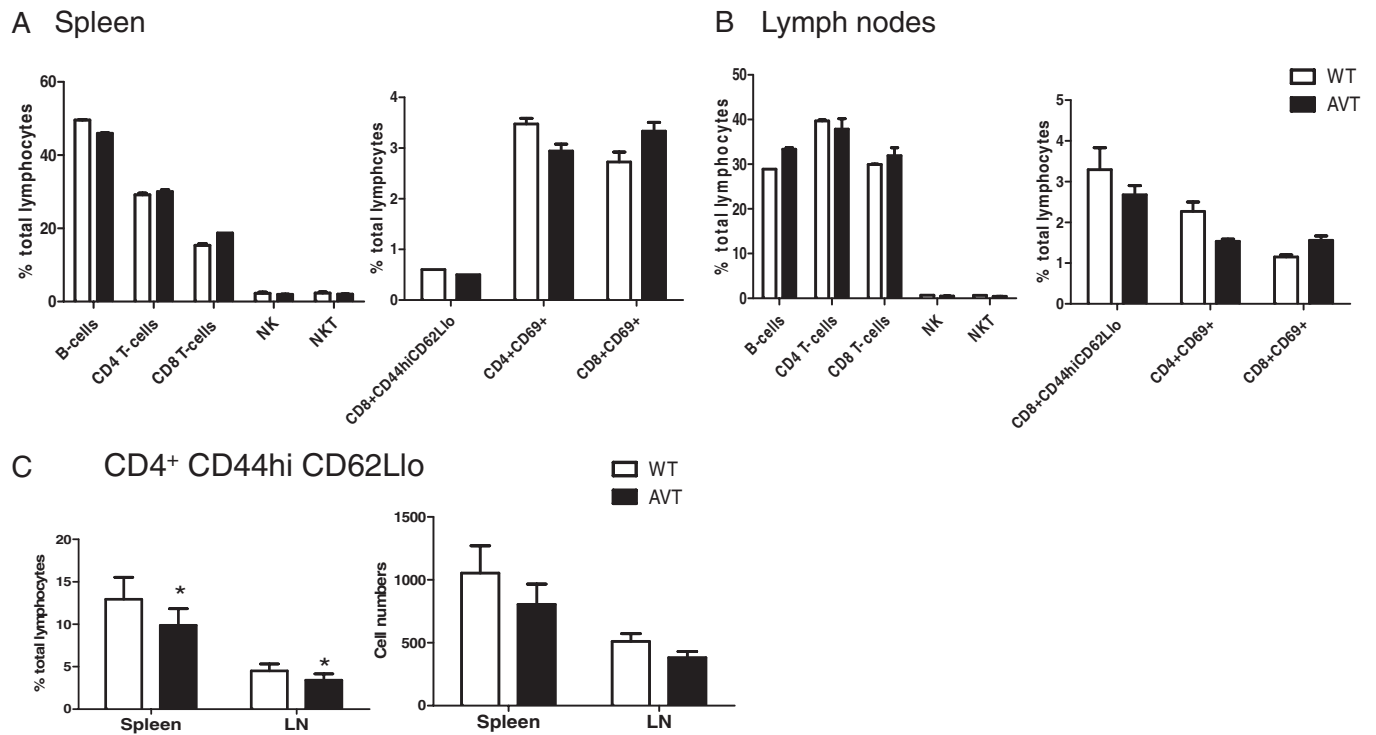 A Spleen
B Lymph nodes
WT
AVT
% total lymphocytes
60
40
20
0
B-cells
CD4 T-cells
CD8 T-cells
NK
NKT
% total lymphocytes
4
3
2
1
0
CD8+CD44hiCD62Llo
CD4+CD69+
CD8+CD69+
% total lymphocytes
50
40
30
20
10
0
B-cells
CD4 T-cells
CD8 T-cells
NK
NKT
% total lymphocytes
5
4
3
2
1
0
CD8+CD44hiCD62Llo
CD4+CD69+
CD8+CD69+
C CD4⁺ CD44hi CD62Llo
WT
AVT
% total lymphocytes
20
15
10
5
0
*
*
Spleen
LN
Cell numbers
1500
1000
500
0
Spleen
LN